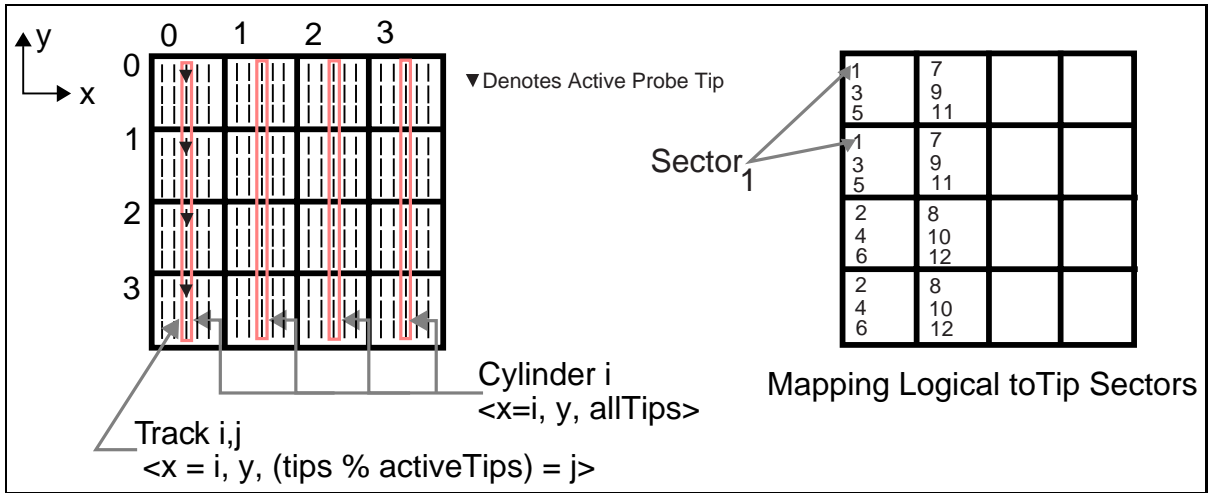 y
x
0 1 2 3
0
1
2
3
▼Denotes Active Probe Tip
Cylinder i
<x=i, y, allTips>
Track i,j
<x = i, y, (tips % activeTips) = j>
Sector1
1 7
3 9
5 11
1 7
3 9
5 11
2 8
4 10
6 12
2 8
4 10
6 12
Mapping Logical toTip Sectors